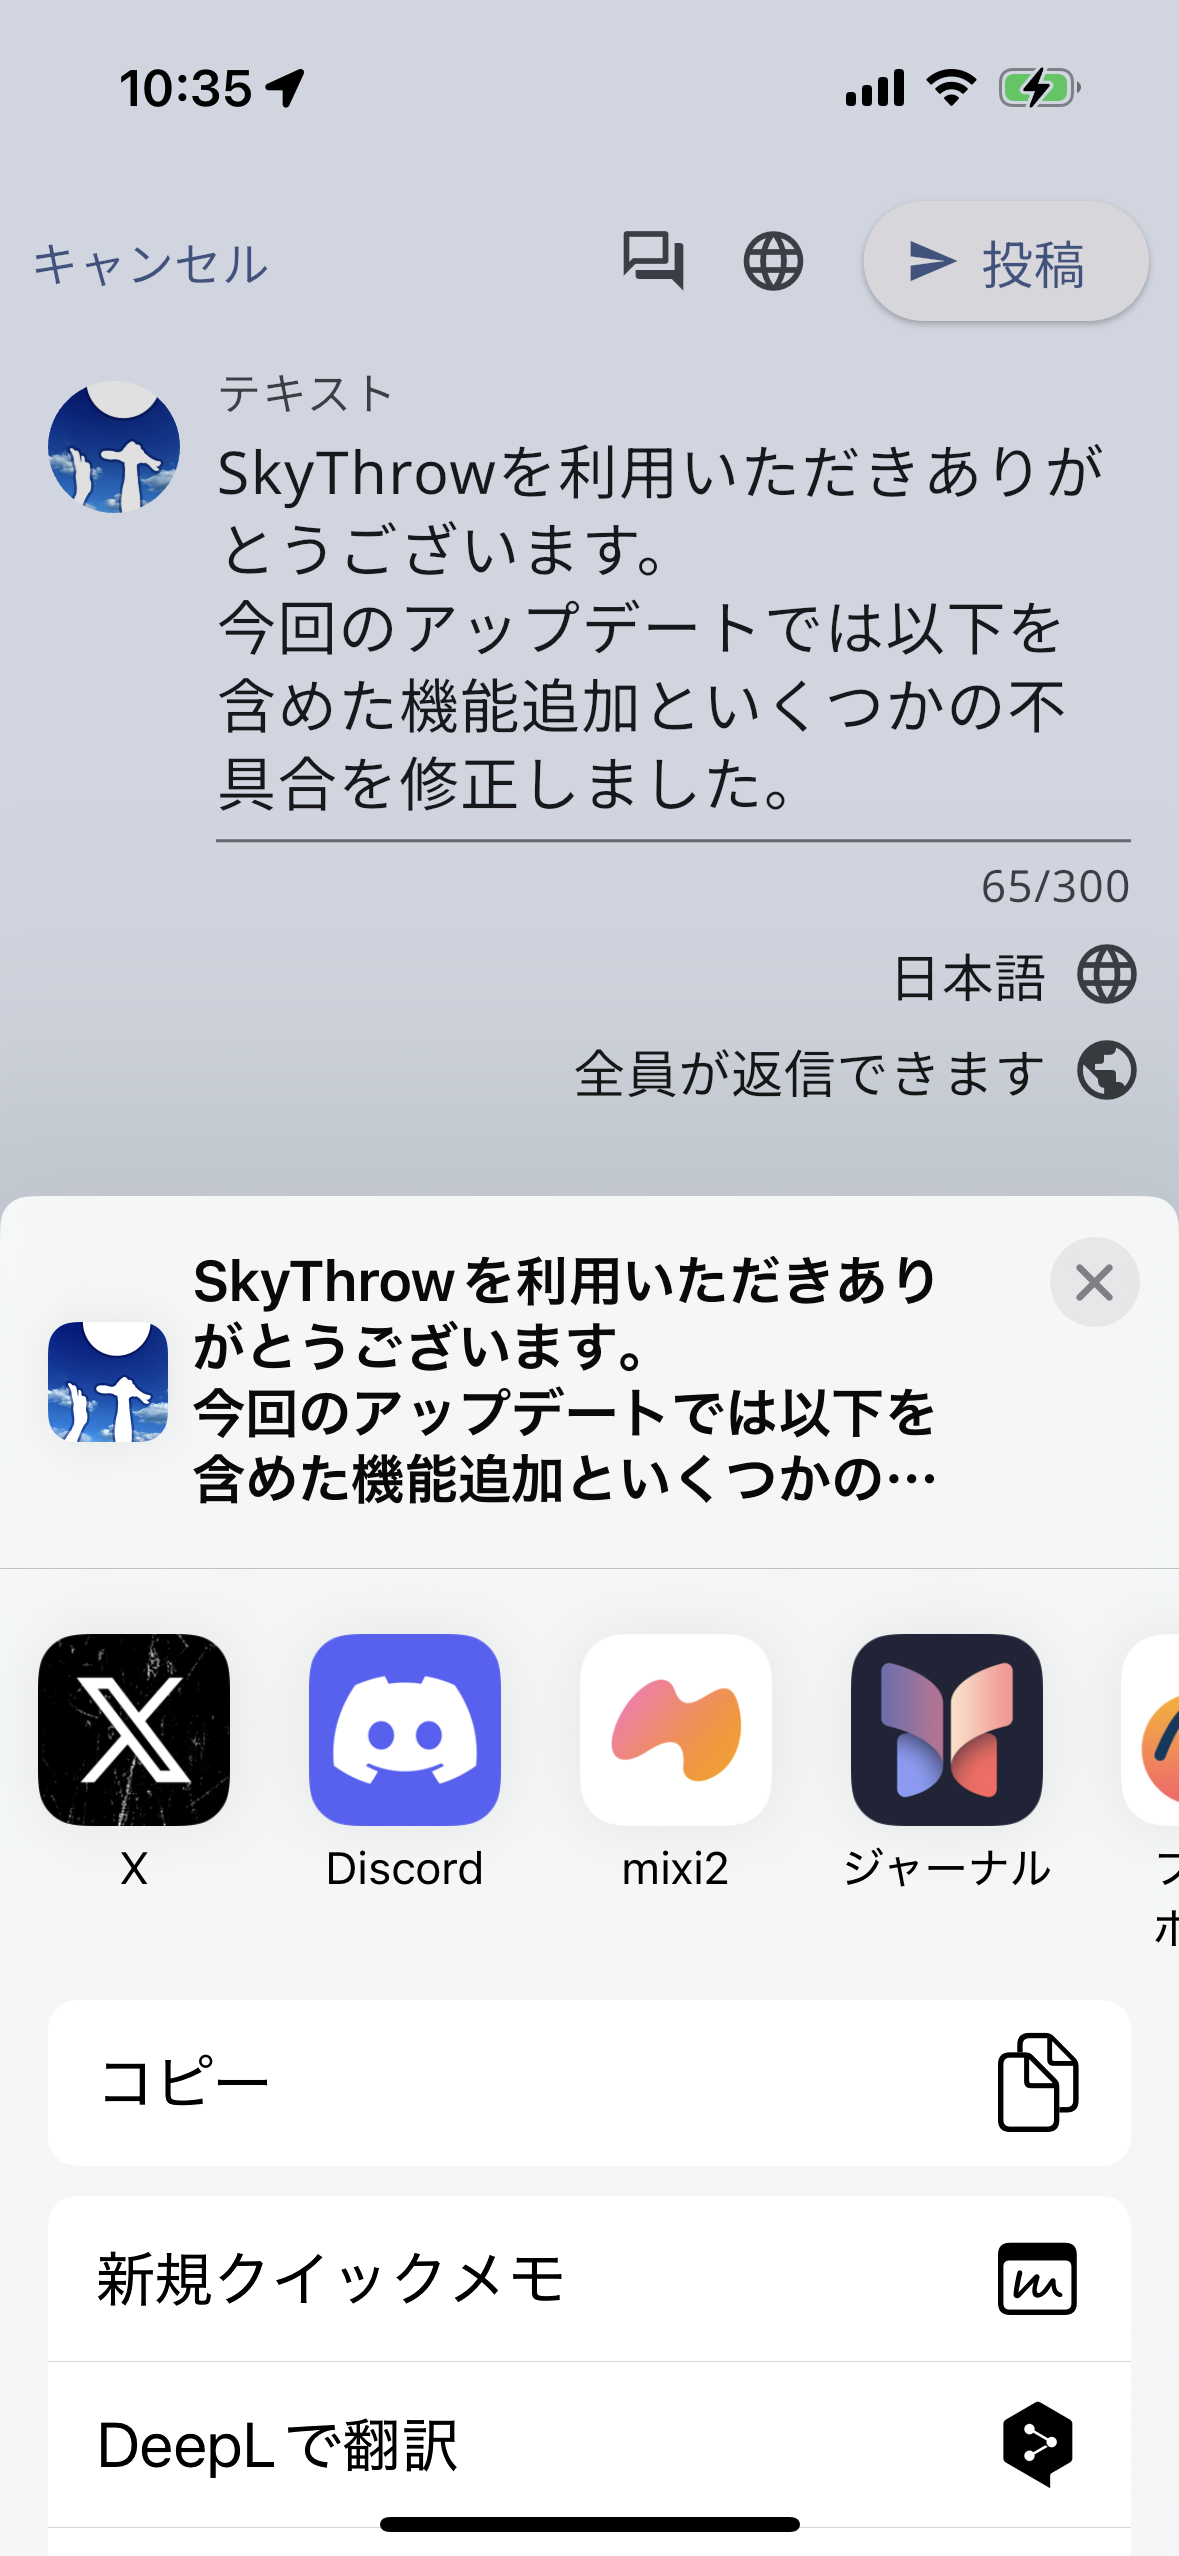 10:35
キャンセル
投稿
テキスト
SkyThrowを利用いただきありが
とうございます。
今回のアップデートでは以下を
含めた機能追加といくつかの不
具合を修正しました。
65/300
日本語
全員が返信できます
SkyThrowを利用いただきあり
がとうございます。
今回のアップデートでは以下を
含めた機能追加といくつかの…
X
Discord
mixi2
ジャーナル
コピー
新規クイックメモ
DeepLで翻訳